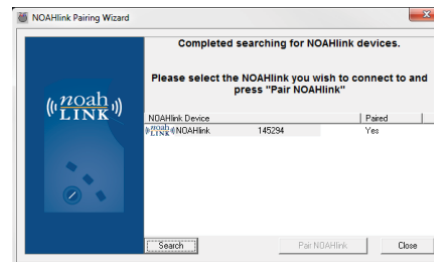 NOAHlink Pairing Wizard
Completed searching for NOAHlink devices.
Please select the NOAHlink you wish to connect to and
press "Pair NOAHlink"
noah
LINK
NOAHlink Device Paired
noah LINK NOAHlink 145294 Yes
Search Pair NOAHlink Close